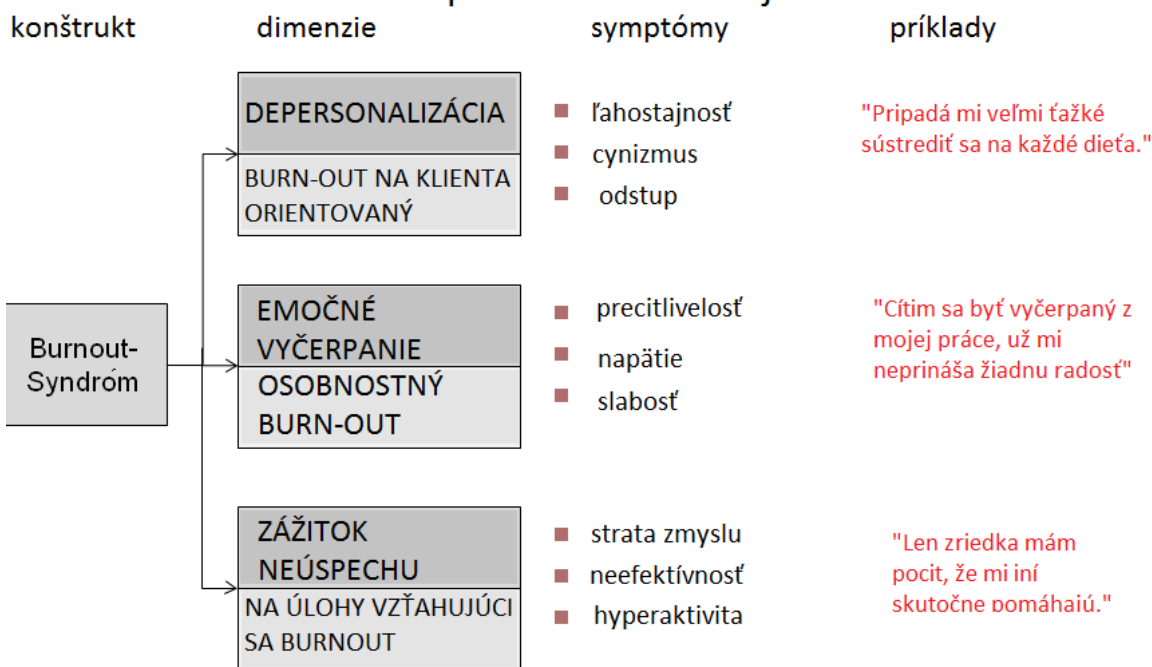 konštrukt dimenzie symptómy príklady
DEPERSONALIZÁCIA
BURN-OUT NA KLIENTA
ORIENTOVANÝ
ľahostajnosť
cynizmus
odstup
"Pripadá mi veľmi ťažké
sústrediť sa na každé dieťa."
Burnout-
Syndróm
EMOČNÉ
VYČERPANIE
OSOBNOSTNÝ
BURN-OUT
precitlivelosť
napätie
slabosť
"Cítim sa byť vyčerpaný z
mojej práce, už mi
neprináša žiadnu radosť"
ZÁŽITOK
NEÚSPECHU
NA ÚLOHY VZŤAHUJÚCI
SA BURNOUT
strata zmyslu
neefektívnosť
hyperaktivita
"Len zriedka mám
pocit, že mi iní
skutočne pomáhajú."